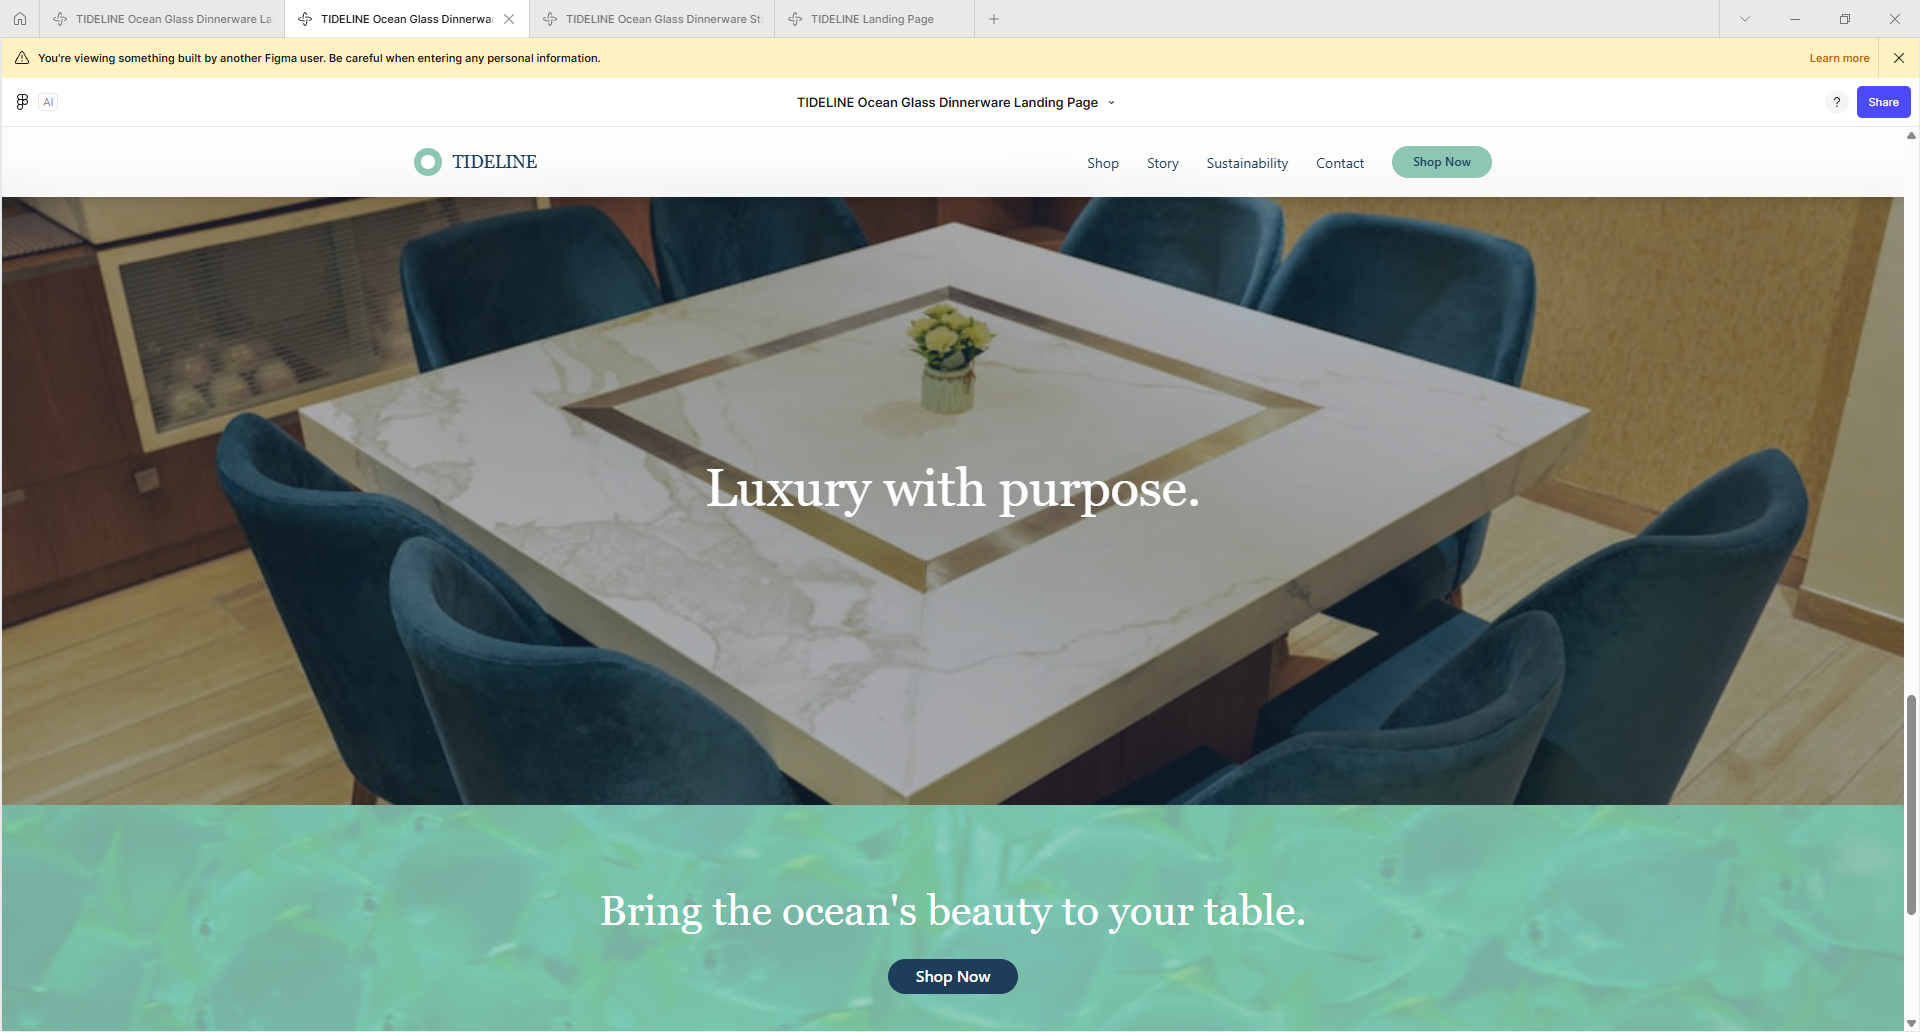 TIDELINE Ocean Glass Dinnerware La
TIDELINE Ocean Glass Dinnerwa
TIDELINE Ocean Glass Dinnerware St
TIDELINE Landing Page
You're viewing something built by another Figma user. Be careful when entering any personal information.
Learn more
AI
TIDELINE Ocean Glass Dinnerware Landing Page
?
Share
TIDELINE
Shop
Story
Sustainability
Contact
Shop Now
Luxury with purpose.
Bring the ocean's beauty to your table.
Shop Now